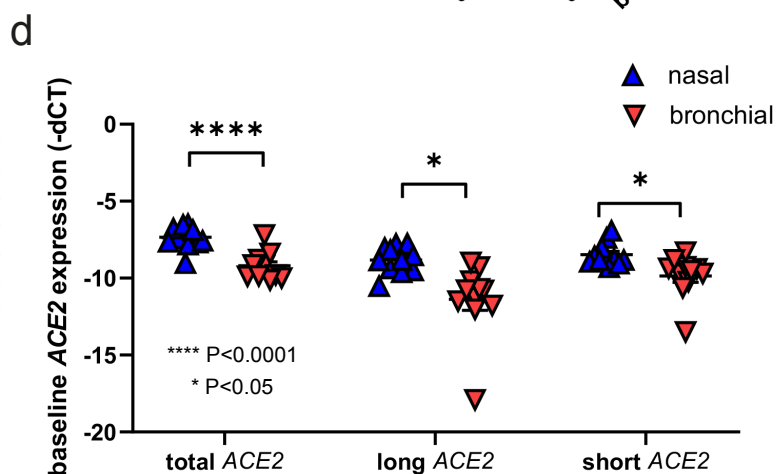 d
nasal
bronchial
baseline ACE2 expression (-dCT)
0
-5
-10
-15
-20
****
*
*
**** P<0.0001
* P<0.05
total ACE2
long ACE2
short ACE2